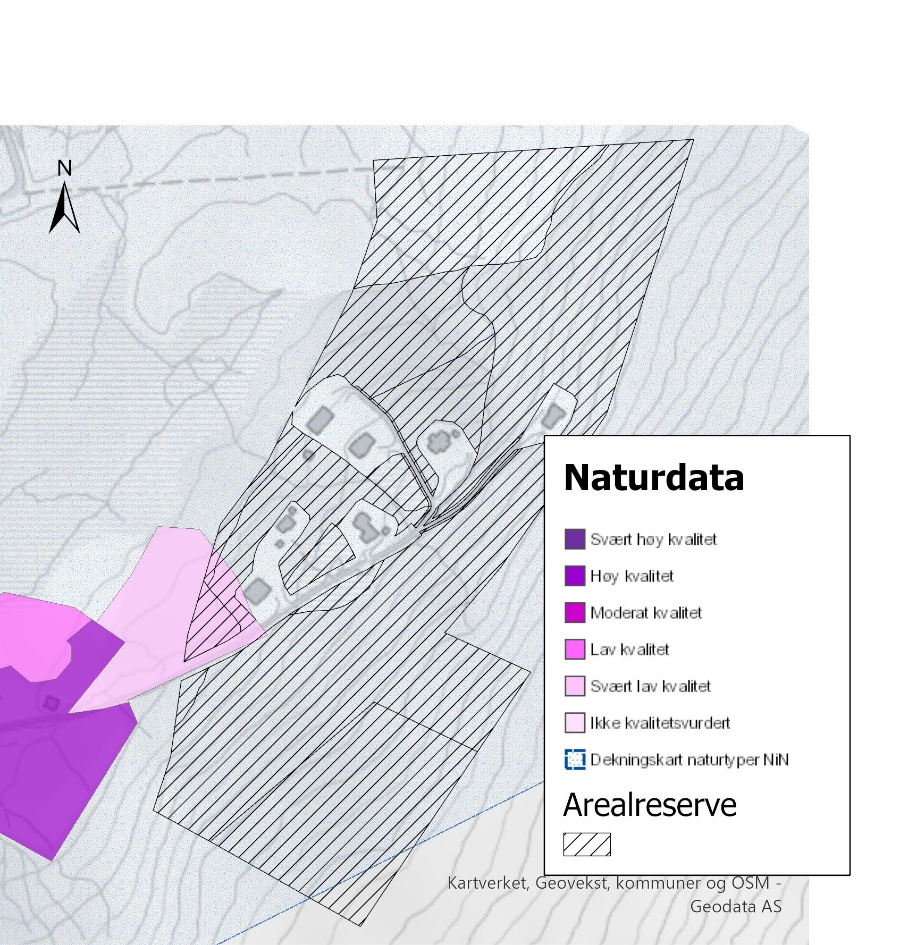 N
Naturdata
Svært høy kvalitet
Høy kvalitet
Moderat kvalitet
Lav kvalitet
Svært lav kvalitet
Ikke kvalitetsvurdert
Dekningskart naturtyper NiN
Arealreserve
Kartverket, Geovekst, kommuner og OSM -
Geodata AS